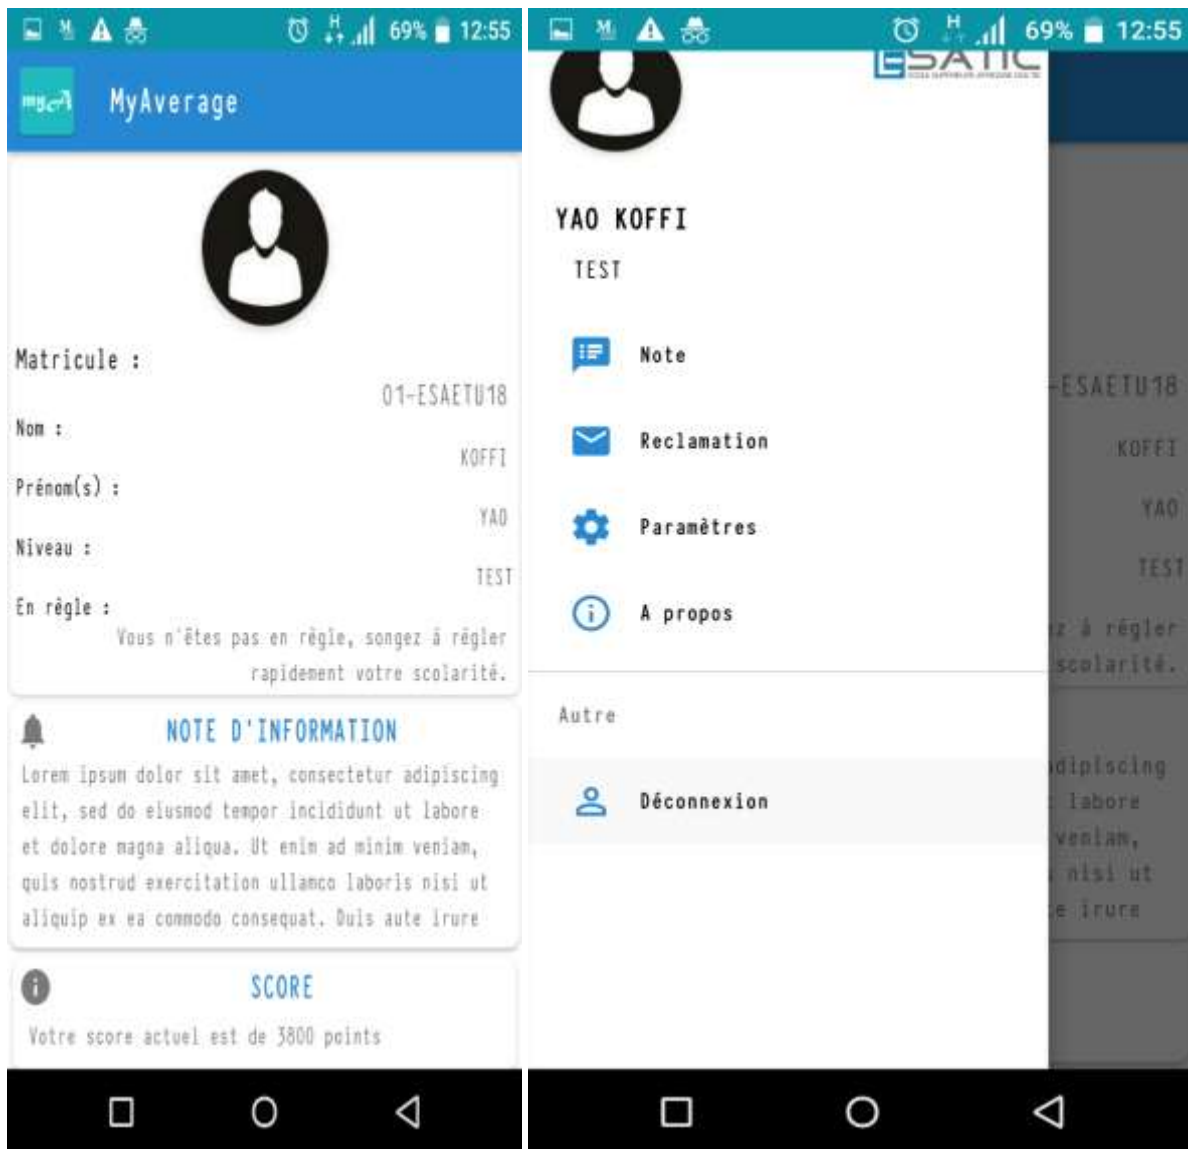 69% 12:55
myA MyAverage
Matricule :
01-ESAETU18
Nom :
KOFFI
Prénom(s) :
YAO
Niveau :
TEST
En règle :
Vous n'êtes pas en règle, songez à régler
rapidement votre scolarité.
NOTE D'INFORMATION
Lorem ipsum dolor sit amet, consectetur adipiscing
elit, sed do eiusmod tempor incididunt ut labore
et dolore magna aliqua. Ut enim ad minim veniam,
quis nostrud exercitation ullamco laboris nisi ut
aliquip ex ea commodo consequat. Duis aute irure
SCORE
Votre score actuel est de 3800 points
H 69% 12:55
ESATIC
YAO KOFFI
TEST
Note
Reclamation
Paramètres
A propos
Autre
Déconnexion
-ESAETU18
KOFFI
YAO
TEST
ez à régler
scolarité.
adipiscing
labore
veniam,
nisi ut
te irure